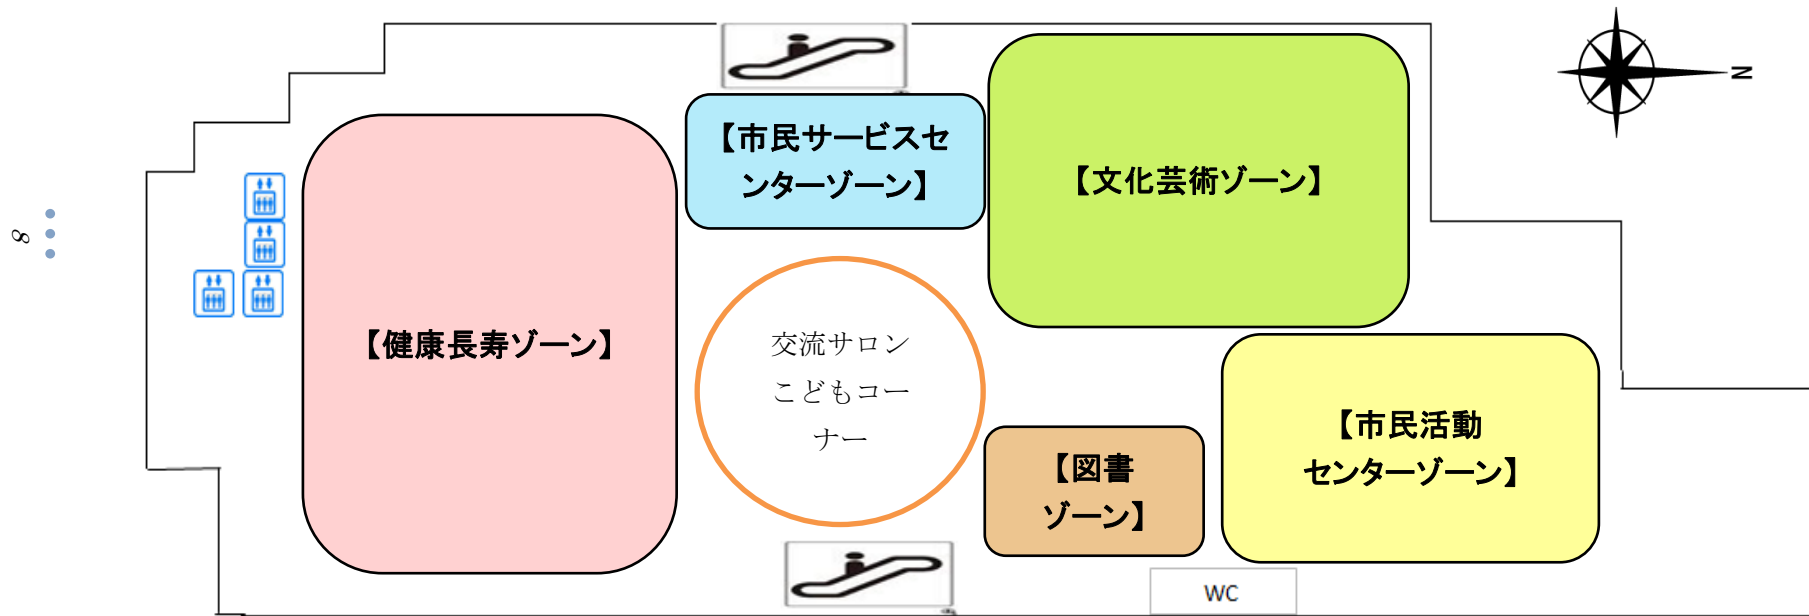 N
【市民サービスセ
ンターゾーン】
【文化芸術ゾーン】
8
【健康長寿ゾーン】
交流サロン
こどもコー
ナー
【市民活動
センターゾーン】
【図書
ゾーン】
WC